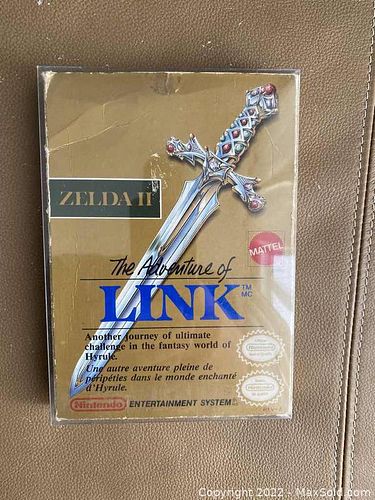 ZELDA II
MATTEL
The Adventure of
LINK TM MC
Another journey of ultimate
challenge in the fantasy world of
Hyrule.
Une autre aventure pleine de
péripéties dans le monde enchanté
d'Hyrule.
Nintendo ENTERTAINMENT SYSTEM
Copyright 2022 - MaxSold.com